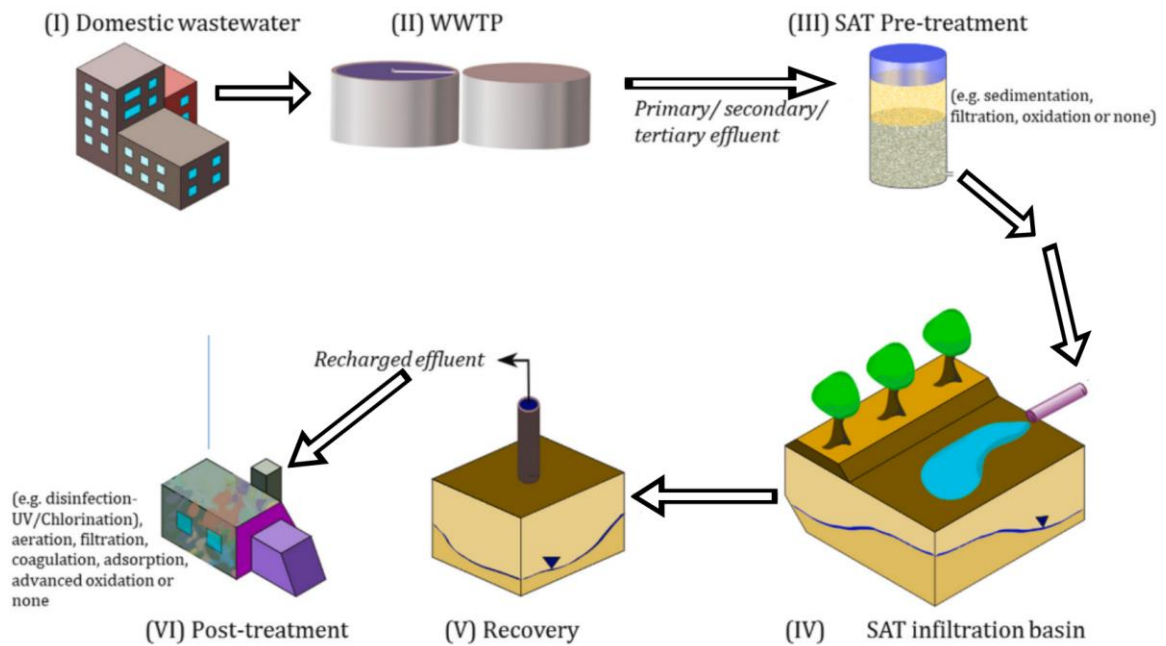 (I) Domestic wastewater
(II) WWTP
(III) SAT Pre-treatment
Primary/ secondary/
tertiary effluent
(e.g. sedimentation,
filtration, oxidation or none)
Recharged effluent
(e.g. disinfection-
UV/Chlorination),
aeration, filtration,
coagulation, adsorption,
advanced oxidation or
none
(VI) Post-treatment
(V) Recovery
(IV) SAT infiltration basin